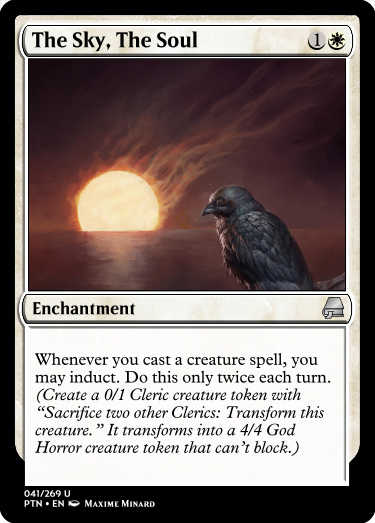 The Sky, The Soul 1
Enchantment
Whenever you cast a creature spell, you
may induct. Do this only twice each turn.
(Create a 0/1 Cleric creature token with
“Sacrifice two other Clerics: Transform this
creature.” It transforms into a 4/4 God
Horror creature token that can’t block.)
041/269 U
PTN • EN Maxime Minard